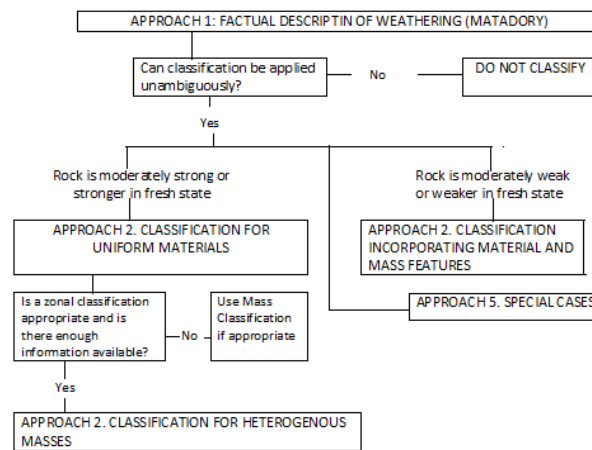 APPROACH 1: FACTUAL DESCRIPTIN OF WEATHERING (MATADORY)
Can classification be applied
unambiguously?
No
DO NOT CLASSIFY
Yes
Rock is moderately strong or
stronger in fresh state
Rock is moderately weak
or weaker in fresh state
APPROACH 2. CLASSIFICATION FOR
UNIFORM MATERIALS
APPROACH 2. CLASSIFICATION
INCORPORATING MATERIAL AND
MASS FEATURES
APPROACH 5. SPECIAL CASES
Is a zonal classification
appropriate and is
there enough
information available?
No
Use Mass
Classification
if appropriate
Yes
APPROACH 2. CLASSIFICATION FOR HETEROGENOUS
MASSES